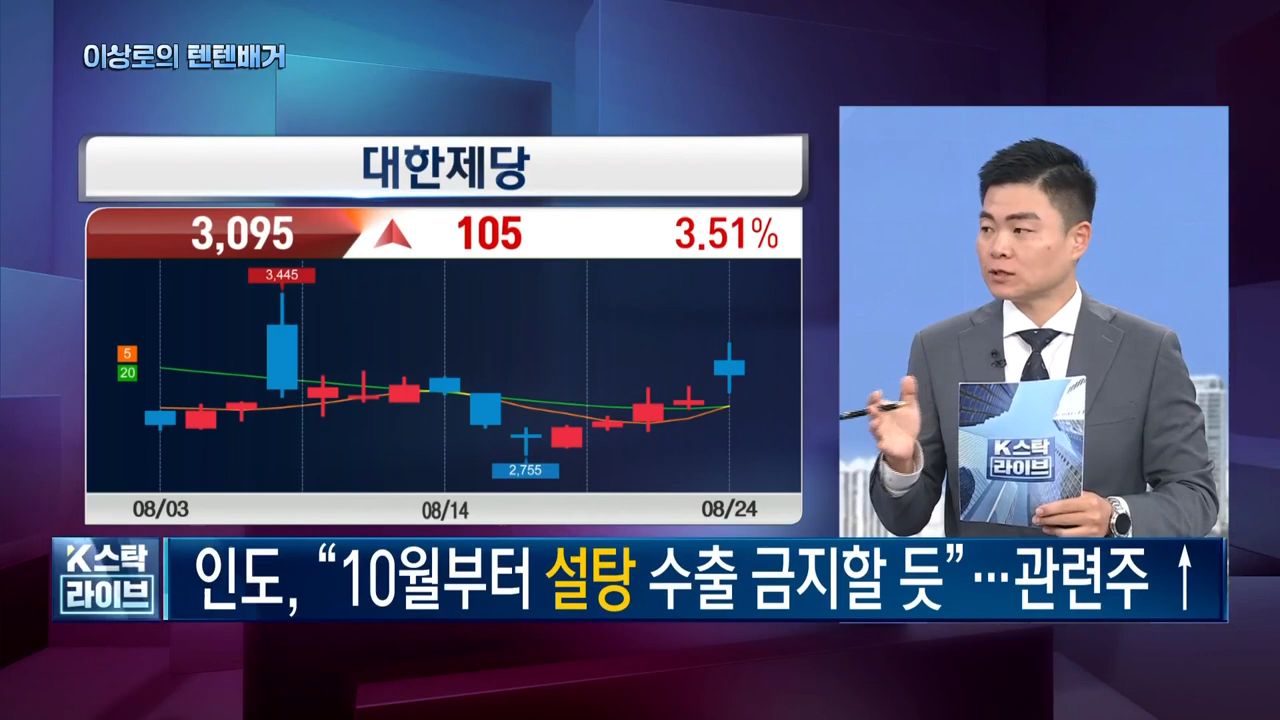 이상로의 텐텐배거
대한제당
3,095 ▲ 105 3.51%
3,445
5
20
2,755
08/03 08/14 08/24
K스탁
라이브
K스탁
라이브
인도, “10월부터 설탕 수출 금지할 듯”…관련주 ↑